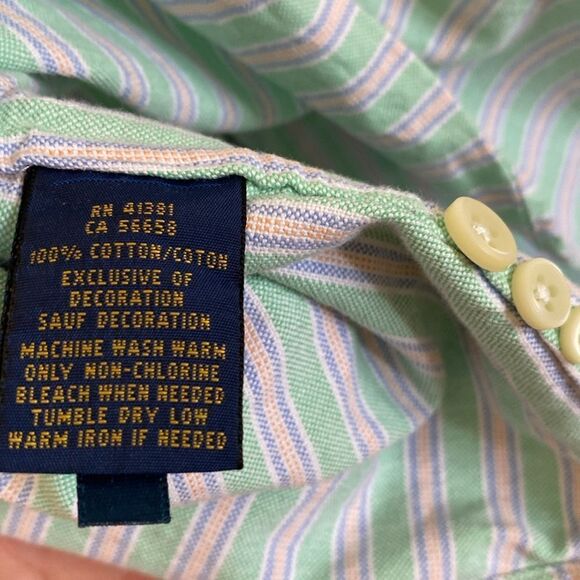 RN 41381
CA 56658
100% COTTON/COTON
EXCLUSIVE OF
DECORATION
SAUF DECORATION
MACHINE WASH WARM
ONLY NON-CHLORINE
BLEACH WHEN NEEDED
TUMBLE DRY LOW
WARM IRON IF NEEDED